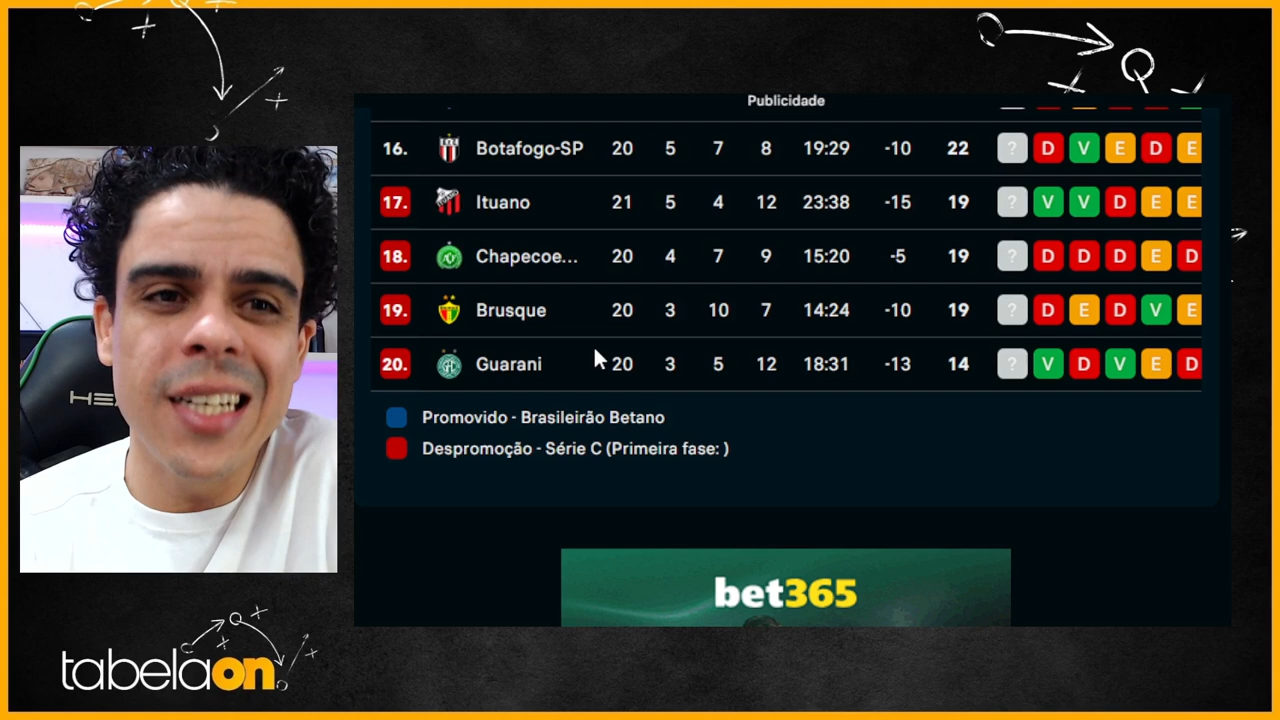 Publicidade
16. Botafogo-SP 20 5 7 8 19:29 -10 22 ? D V E D E
17. Ituano 21 5 4 12 23:38 -15 19 ? V V D E E
18. Chapecoe... 20 4 7 9 15:20 -5 19 ? D D D E D
19. Brusque 20 3 10 7 14:24 -10 19 ? D E D V E
20. Guarani 20 3 5 12 18:31 -13 14 ? V D V E D
Promovido - Brasileirão Betano
Despromoção - Série C (Primeira fase: )
HE
bet365
tabelaon